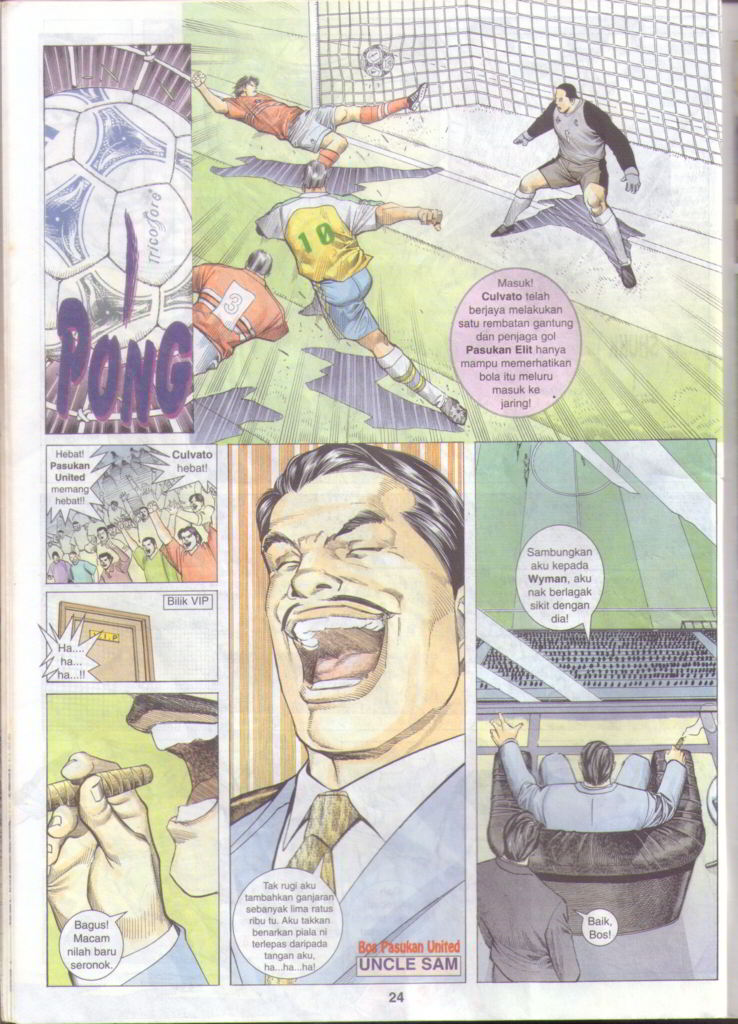 Tricolore
PONG
10
3
Masuk!
Culvato telah
berjaya melakukan
satu rembatan gantung
dan penjaga gol
Pasukan Elit hanya
mampu memerhatikan
bola itu meluru
masuk ke
jaring!
Hebat!
Pasukan
United
memang
hebat!!
Culvato
hebat!
Bilik VIP
VIP
Ha....
ha...
ha...!!
Bagus!
Macam
nilah baru
seronok.
Tak rugi aku
tambahkan ganjaran
sebanyak lima ratus
ribu tu. Aku takkan
benarkan piala ni
terlepas daripada
tangan aku,
ha...ha...ha!
Bos Pasukan United
UNCLE SAM
Sambungkan
aku kepada
Wyman, aku
nak berlagak
sikit dengan
dia!
Baik,
Bos!
24